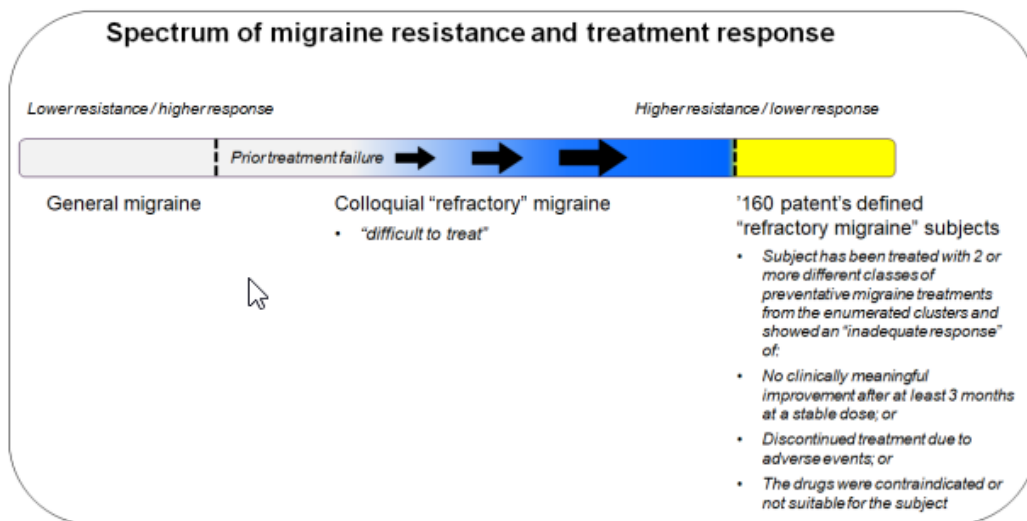 Spectrum of migraine resistance and treatment response
Lower resistance / higher response
Higher resistance / lower response
Prior treatment failure
General migraine
Colloquial “refractory” migraine
• “difficult to treat”
’160 patent’s defined
“refractory migraine” subjects
• Subject has been treated with 2 or
more different classes of
preventative migraine treatments
from the enumerated clusters and
showed an “inadequate response”
of:
• No clinically meaningful
improvement after at least 3 months
at a stable dose; or
• Discontinued treatment due to
adverse events; or
• The drugs were contraindicated or
not suitable for the subject